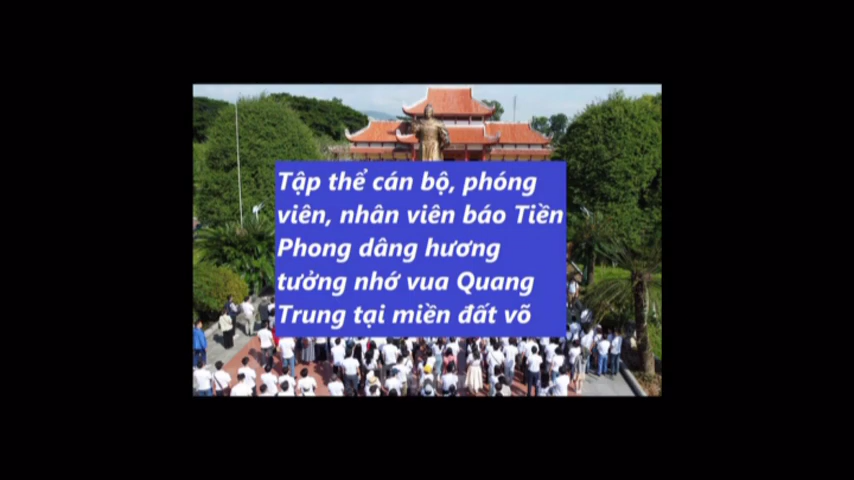 Tập thể cán bộ, phóng
viên, nhân viên báo Tiền
Phong dâng hương
tưởng nhớ vua Quang
Trung tại miền đất võ